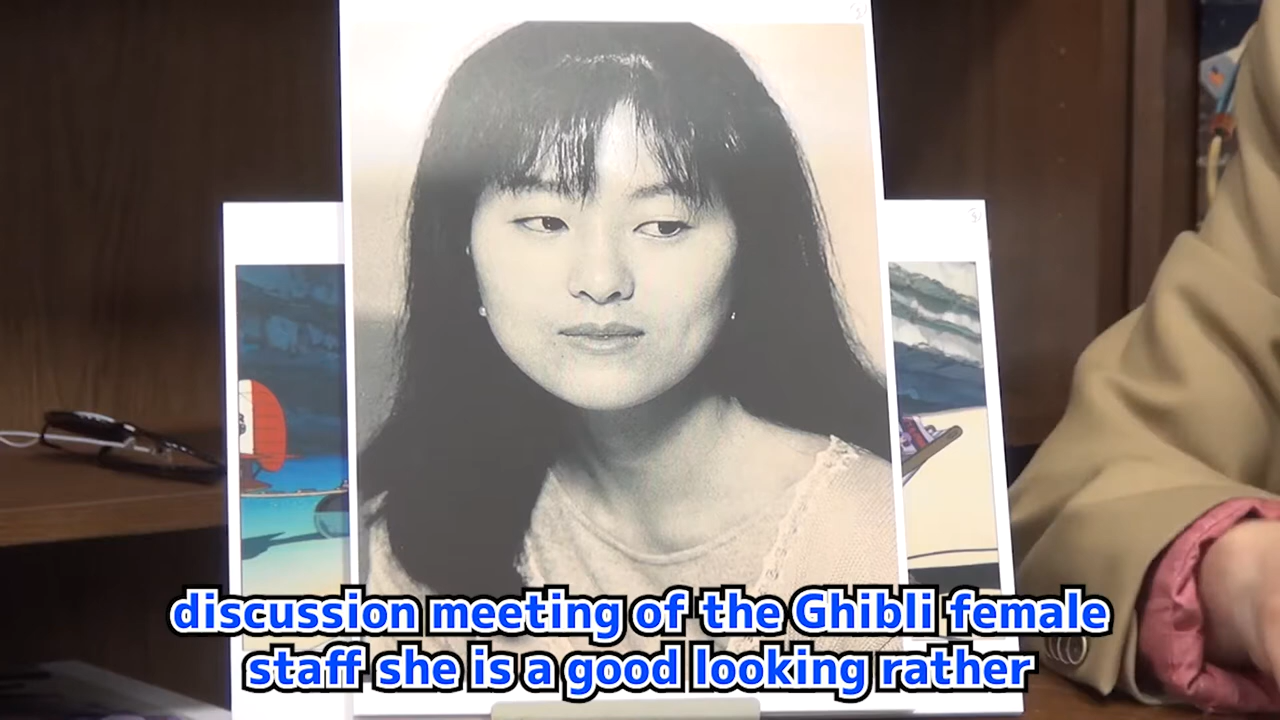 discussion meeting of the Ghibli female
staff she is a good looking rather